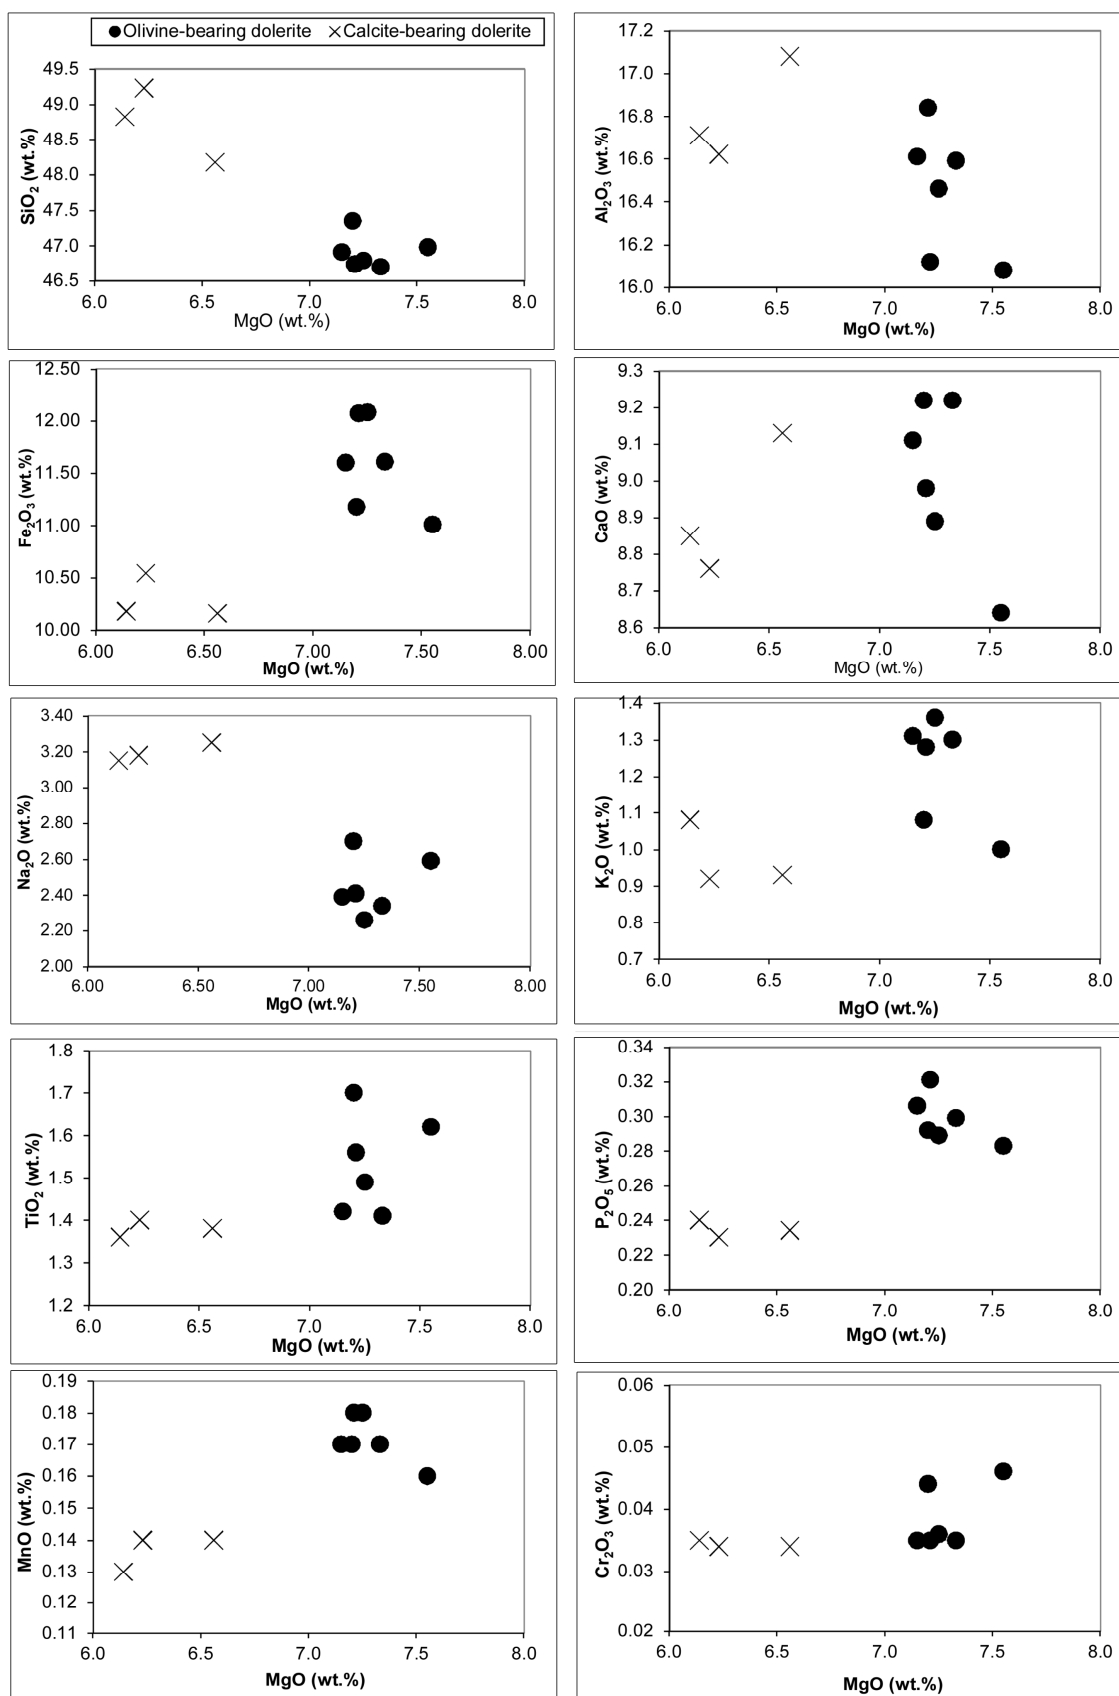 ● Olivine-bearing dolerite × Calcite-bearing dolerite
49.5
49.0
48.5
48.0
47.5
47.0
46.5
SiO2 (wt.%)
6.0 6.5 7.0 7.5 8.0
MgO (wt.%)
17.2
17.0
16.8
16.6
16.4
16.2
16.0
Al2O3 (wt.%)
6.0 6.5 7.0 7.5 8.0
MgO (wt.%)
12.50
12.00
11.50
11.00
10.50
10.00
Fe2O3 (wt.%)
6.00 6.50 7.00 7.50 8.00
MgO (wt.%)
9.3
9.2
9.1
9.0
8.9
8.8
8.7
8.6
CaO (wt.%)
6.0 6.5 7.0 7.5 8.0
MgO (wt.%)
3.40
3.20
3.00
2.80
2.60
2.40
2.20
2.00
Na2O (wt.%)
6.00 6.50 7.00 7.50 8.00
MgO (wt.%)
1.4
1.3
1.2
1.1
1.0
0.9
0.8
0.7
K2O (wt.%)
6.0 6.5 7.0 7.5 8.0
MgO (wt.%)
1.8
1.7
1.6
1.5
1.4
1.3
1.2
TiO2 (wt.%)
6.0 6.5 7.0 7.5 8.0
MgO (wt.%)
0.34
0.32
0.30
0.28
0.26
0.24
0.22
0.20
P2O5 (wt.%)
6.0 6.5 7.0 7.5 8.0
MgO (wt.%)
0.19
0.18
0.17
0.16
0.15
0.14
0.13
0.12
0.11
MnO (wt.%)
6.0 6.5 7.0 7.5 8.0
MgO (wt.%)
0.06
0.05
0.04
0.03
0.02
Cr2O3 (wt.%)
6.0 6.5 7.0 7.5 8.0
MgO (wt.%)